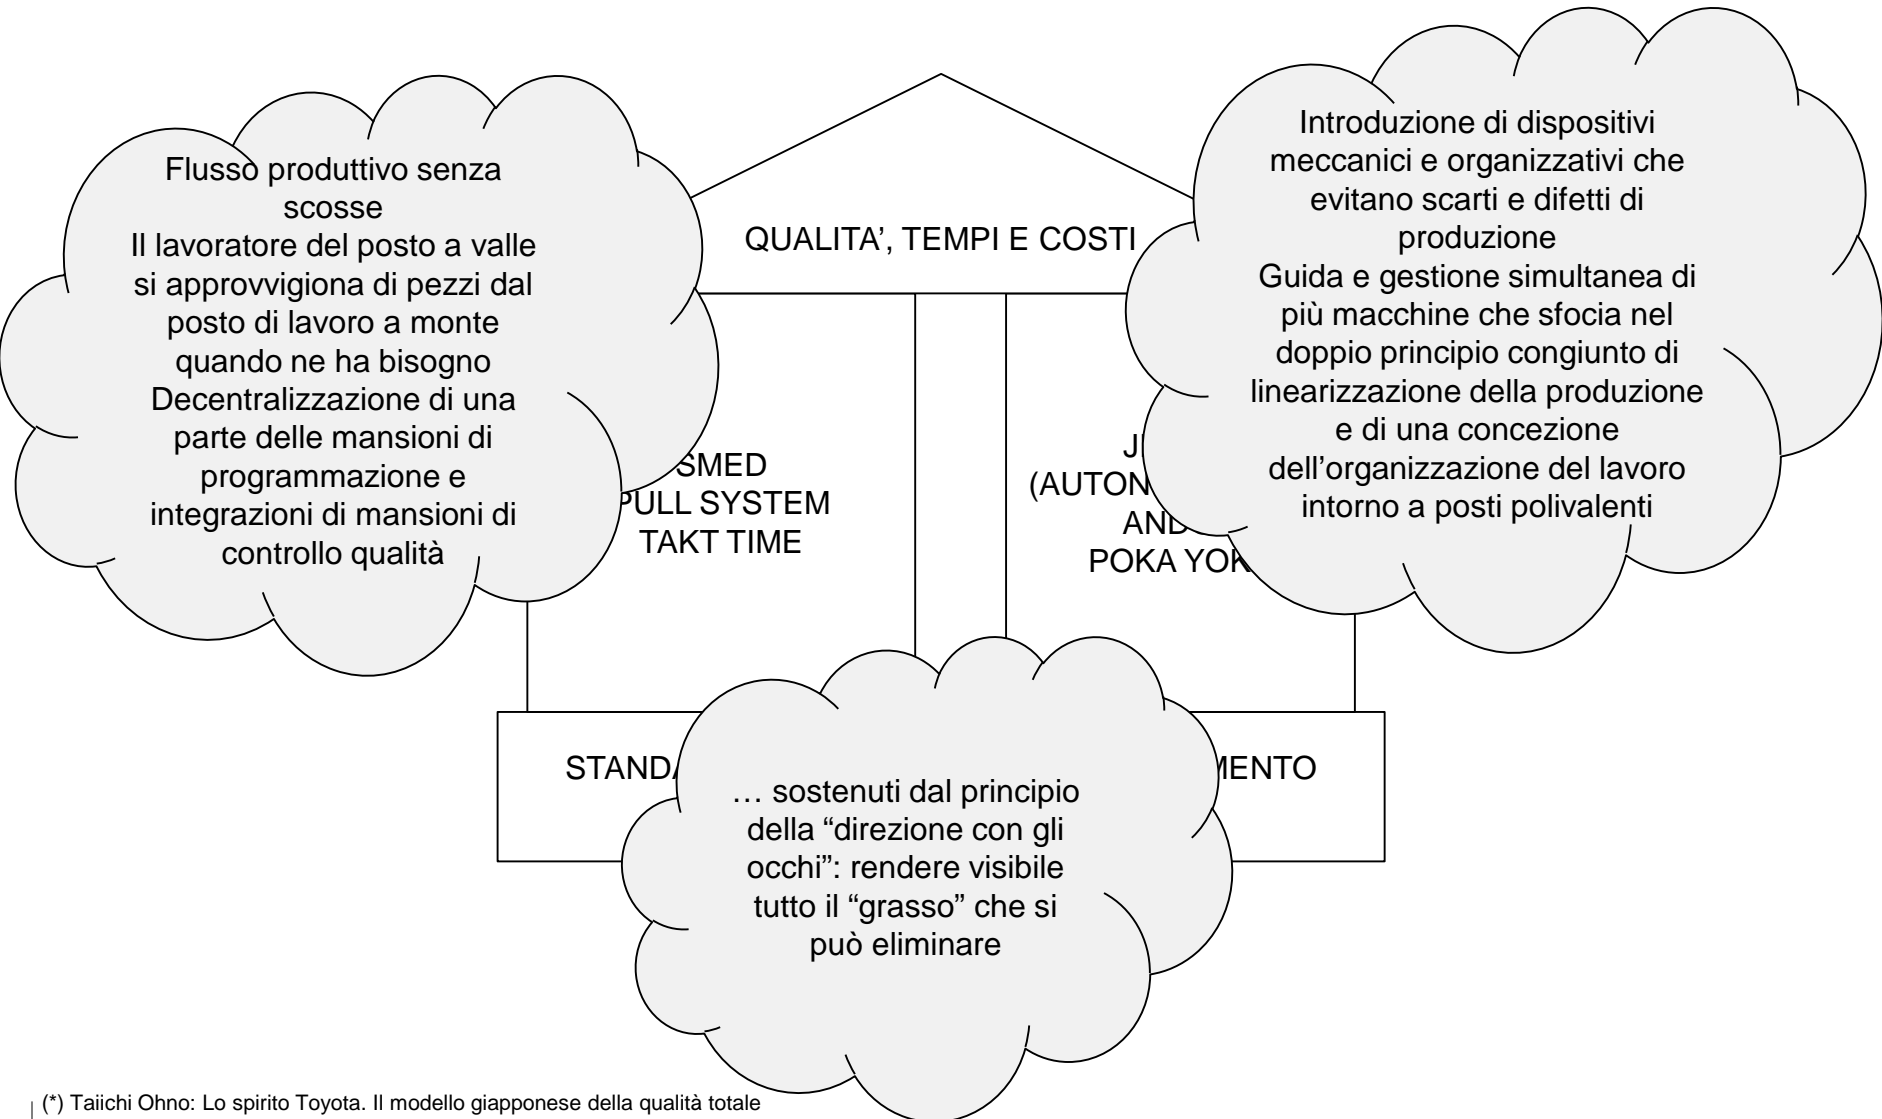 Flusso produttivo senza
scosse
Il lavoratore del posto a valle
si approvvigiona di pezzi dal
posto di lavoro a monte
quando ne ha bisogno
Decentralizzazione di una
parte delle mansioni di
programmazione e
integrazioni di mansioni di
controllo qualità
QUALITA’, TEMPI E COSTI
Introduzione di dispositivi
meccanici e organizzativi che
evitano scarti e difetti di
produzione
Guida e gestione simultanea di
più macchine che sfocia nel
doppio principio congiunto di
linearizzazione della produzione
e di una concezione
dell’organizzazione del lavoro
intorno a posti polivalenti
SMED
PULL SYSTEM
TAKT TIME
POKA
… sostenuti dal principio
della “direzione con gli
occhi”: rendere visibile
tutto il “grasso” che si
può eliminare
(*) Taiichi Ohno: Lo spirito Toyota. Il modello giapponese della qualità totale